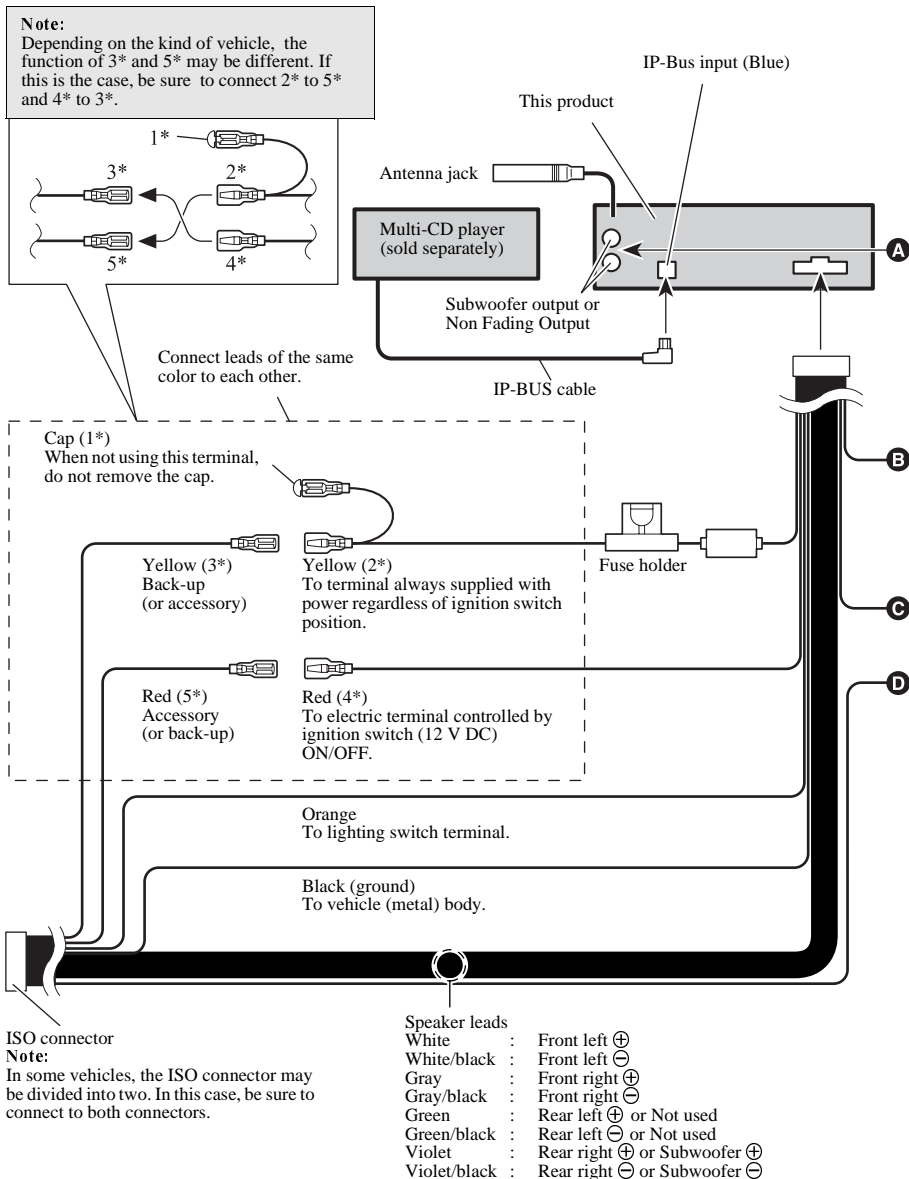 Note:
Depending on the kind of vehicle, the
function of 3* and 5* may be different. If
this is the case, be sure to connect 2* to 5*
and 4* to 3*.
1*
3*
2*
5*
4*
IP-Bus input (Blue)
This product
Antenna jack
Multi-CD player
(sold separately)
A
Subwoofer output or
Non Fading Output
IP-BUS cable
Connect leads of the same
color to each other.
Cap (1*)
When not using this terminal,
do not remove the cap.
B
Yellow (3*)
Back-up
(or accessory)
Yellow (2*)
To terminal always supplied with
power regardless of ignition switch
position.
Fuse holder
C
D
Red (5*)
Accessory
(or back-up)
Red (4*)
To electric terminal controlled by
ignition switch (12 V DC)
ON/OFF.
Orange
To lighting switch terminal.
Black (ground)
To vehicle (metal) body.
ISO connector
Note:
In some vehicles, the ISO connector may
be divided into two. In this case, be sure to
connect to both connectors.
Speaker leads
White : Front left ⊕
White/black : Front left ⊖
Gray : Front right ⊕
Gray/black : Front right ⊖
Green : Rear left ⊕ or Not used
Green/black : Rear left ⊖ or Not used
Violet : Rear right ⊕ or Subwoofer ⊕
Violet/black : Rear right ⊖ or Subwoofer ⊖